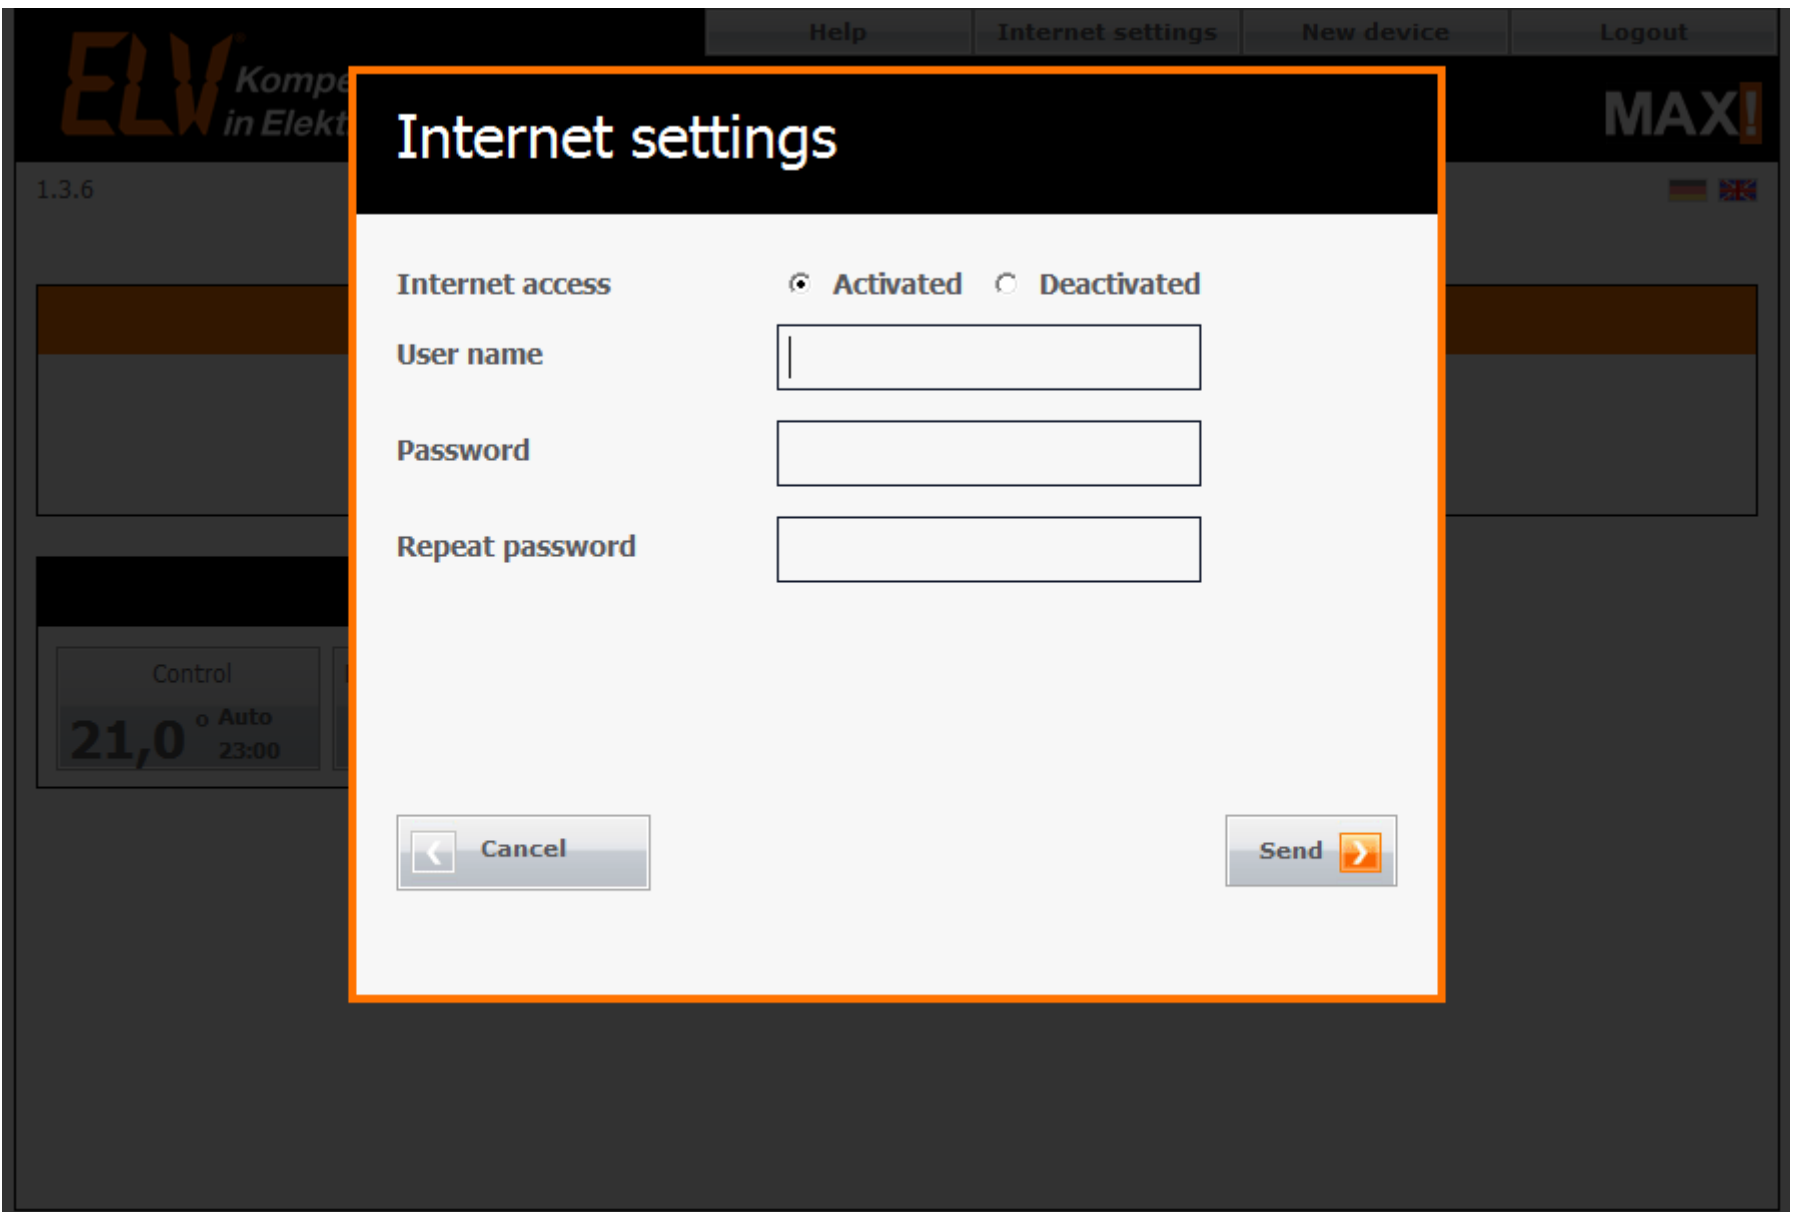 Help Internet settings New device Logout
ELV
Kompe
in Elekt
MAX!
Internet settings
1.3.6
Internet access Activated Deactivated
User name
Password
Repeat password
Control
21,0 ° Auto
23:00
Cancel
Send